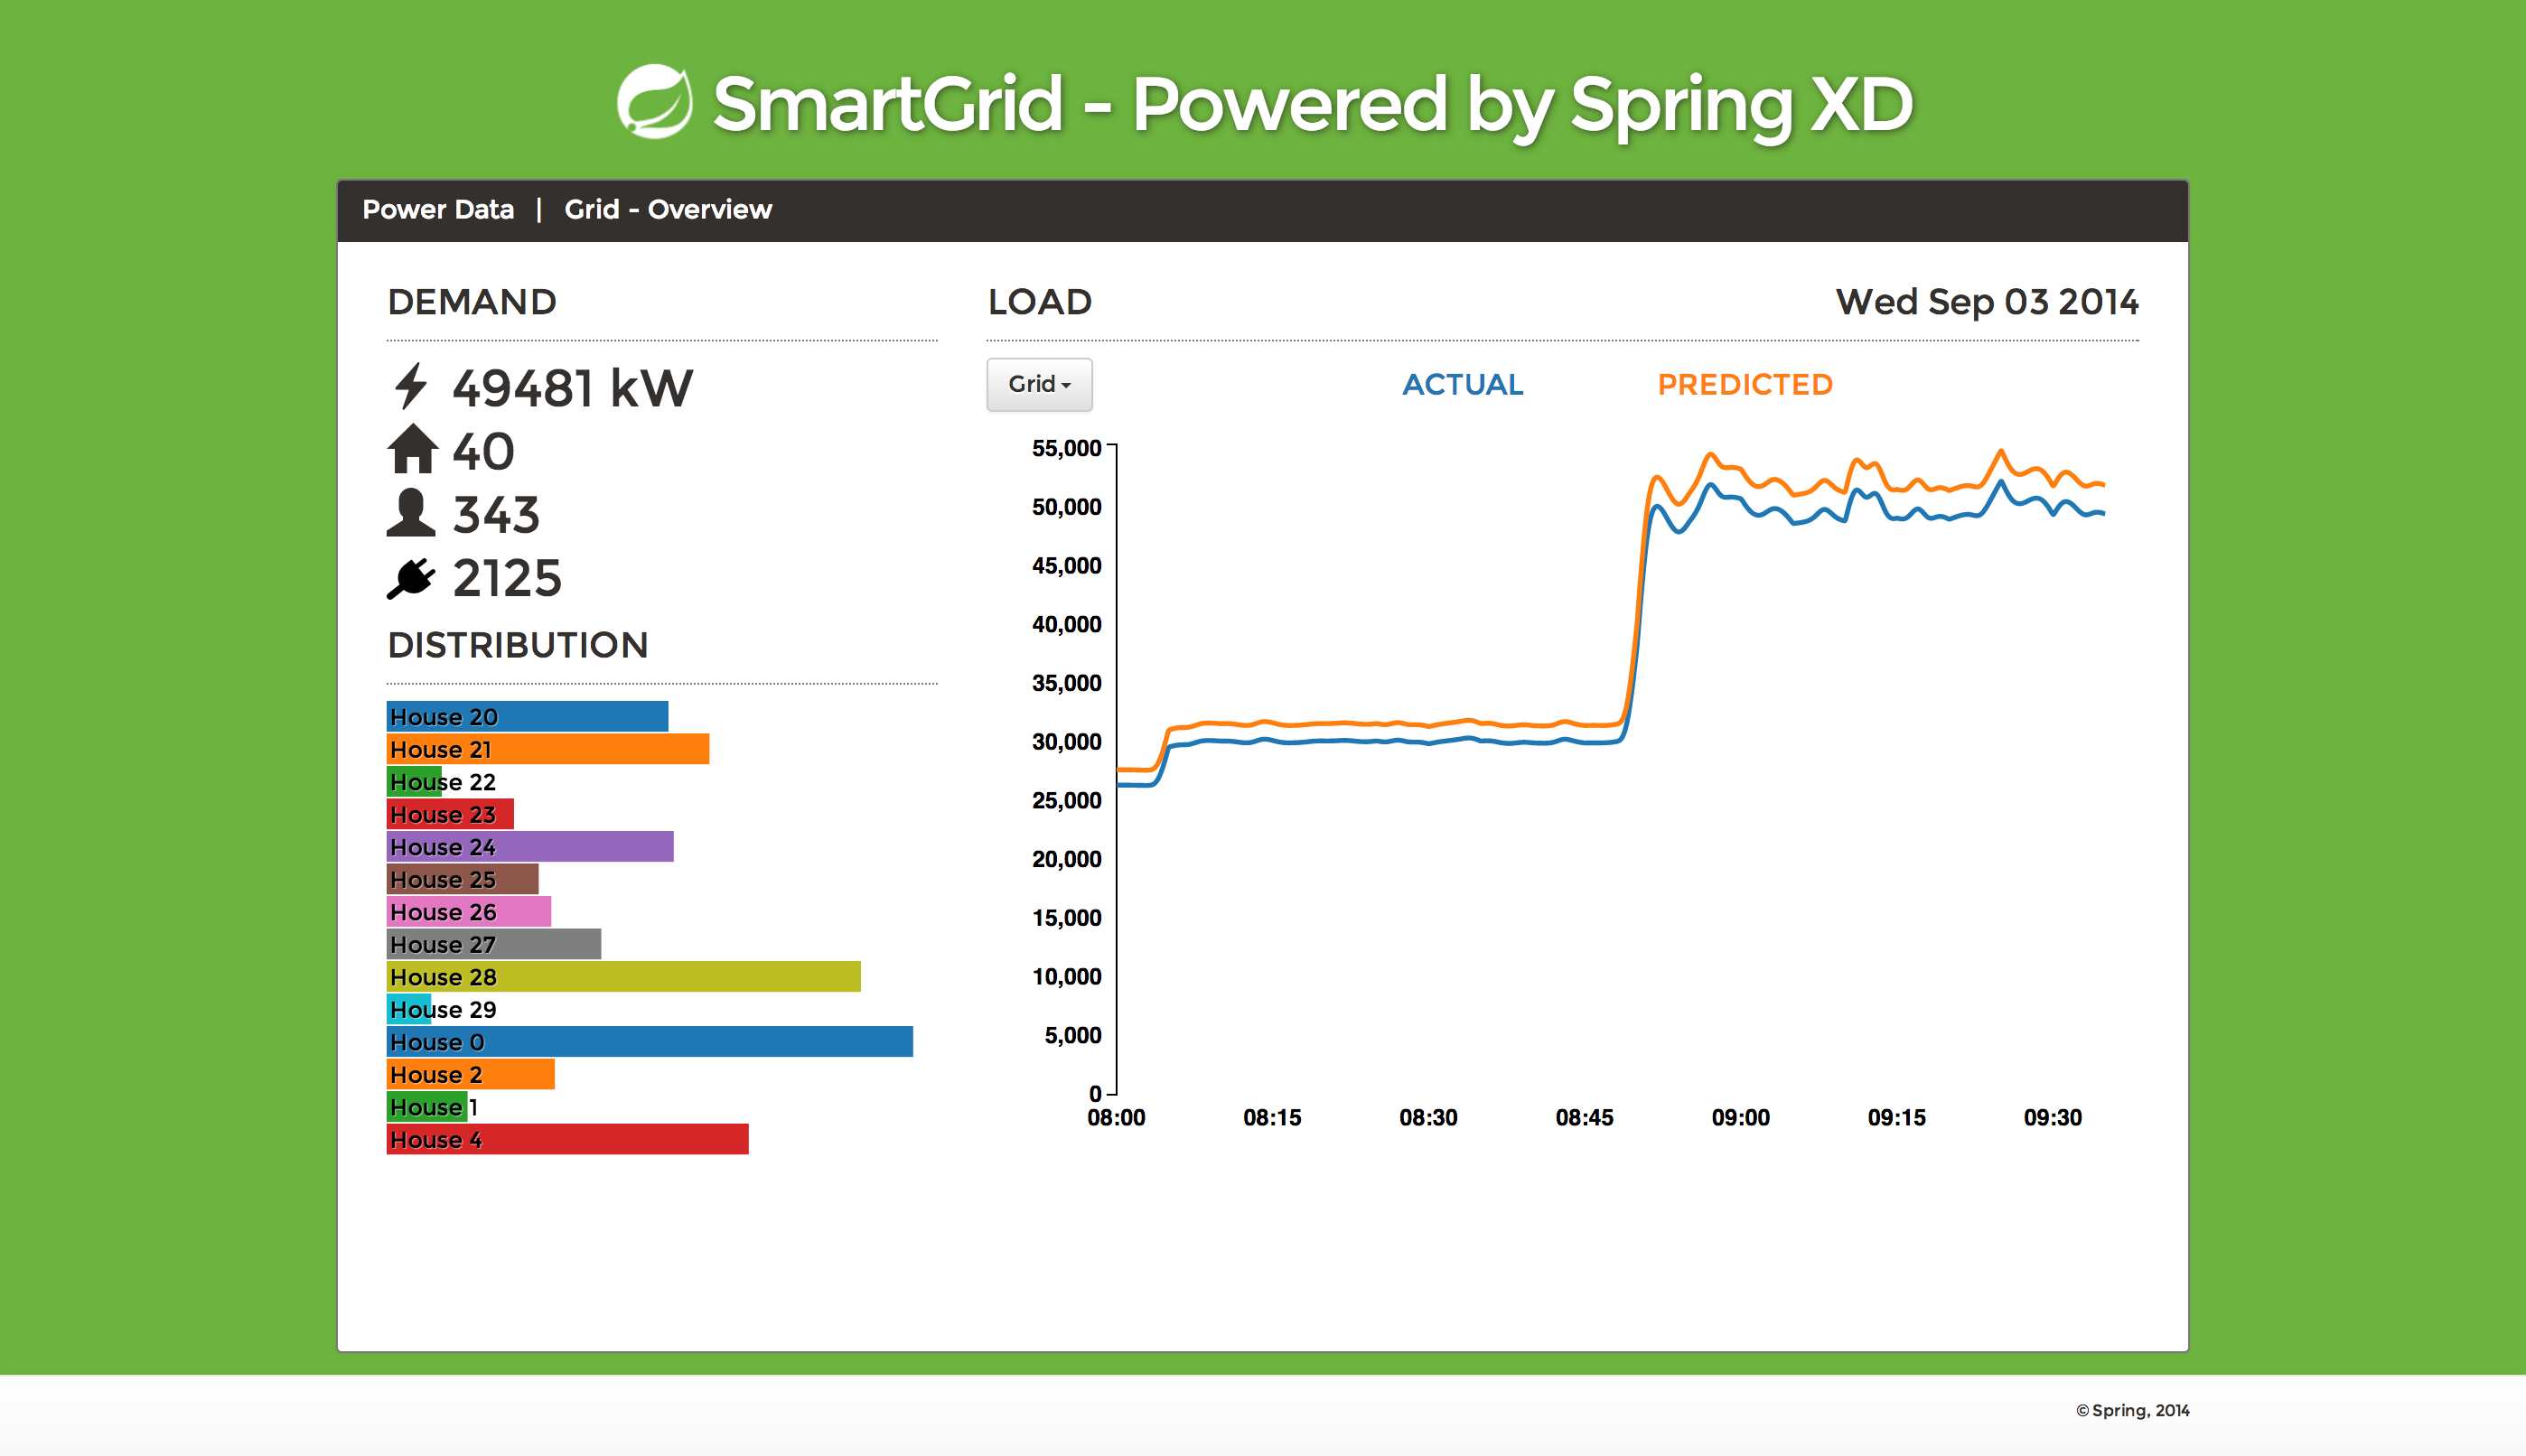 SmartGrid - Powered by Spring XD
Power Data | Grid - Overview
DEMAND
49481 kW
40
343
2125
DISTRIBUTION
House 20
House 21
House 22
House 23
House 24
House 25
House 26
House 27
House 28
House 29
House 0
House 2
House 1
House 4
LOAD
Wed Sep 03 2014
Grid
ACTUAL
PREDICTED
55,000
50,000
45,000
40,000
35,000
30,000
25,000
20,000
15,000
10,000
5,000
0
08:00 08:15 08:30 08:45 09:00 09:15 09:30
© Spring, 2014